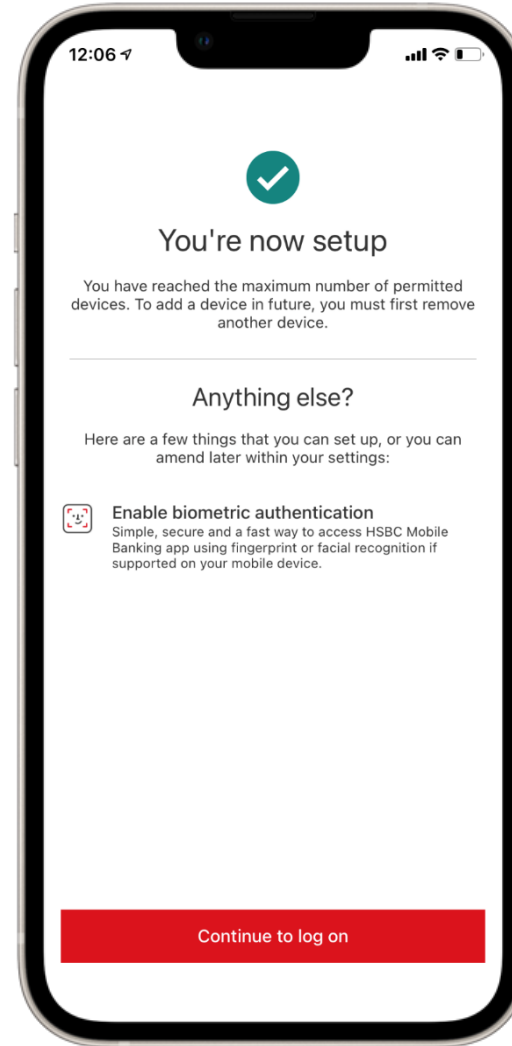 12:06
You're now setup
You have reached the maximum number of permitted
devices. To add a device in future, you must first remove
another device.
Anything else?
Here are a few things that you can set up, or you can
amend later within your settings:
Enable biometric authentication
Simple, secure and a fast way to access HSBC Mobile
Banking app using fingerprint or facial recognition if
supported on your mobile device.
Continue to log on